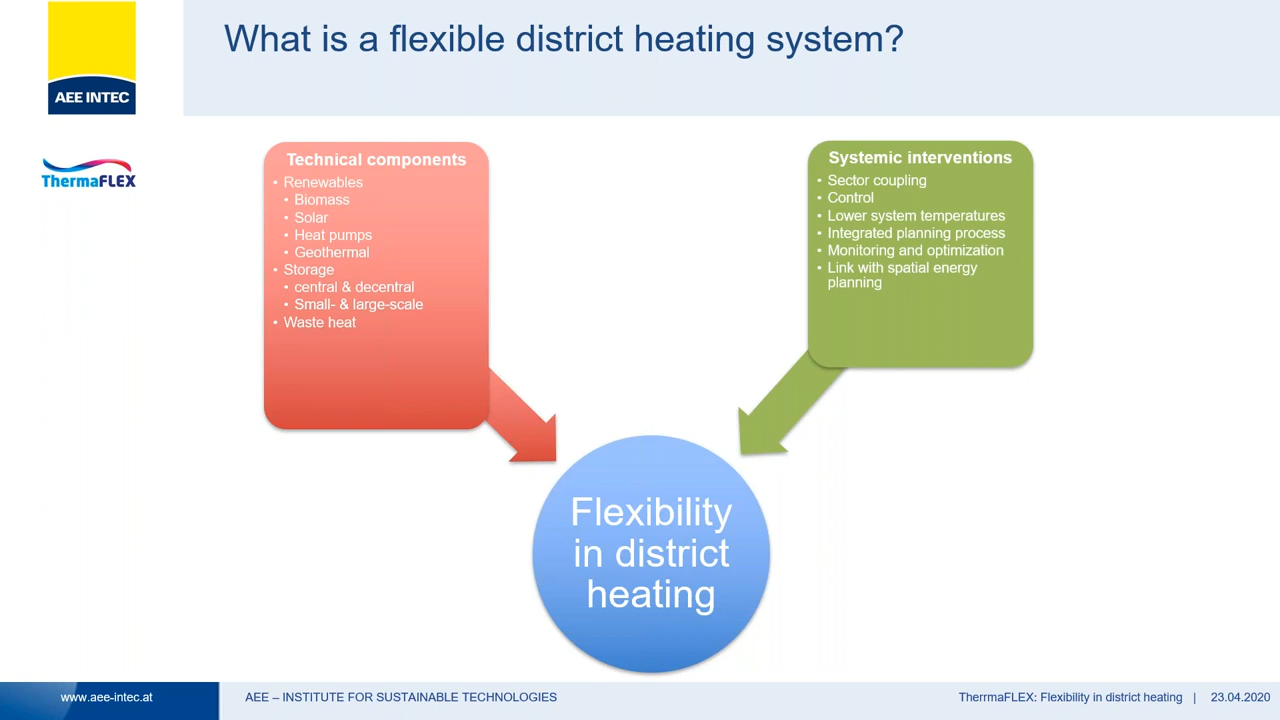 What is a flexible district heating system?
AEE INTEC
ThermaFLEX
Technical components
• Renewables
• Biomass
• Solar
• Heat pumps
• Geothermal
• Storage
• central & decentral
• Small- & large-scale
• Waste heat
Systemic interventions
• Sector coupling
• Control
• Lower system temperatures
• Integrated planning process
• Monitoring and optimization
• Link with spatial energy
planning
Flexibility
in district
heating
www.aee-intec.at
AEE – INSTITUTE FOR SUSTAINABLE TECHNOLOGIES
TherrmaFLEX: Flexibility in district heating | 23.04.2020